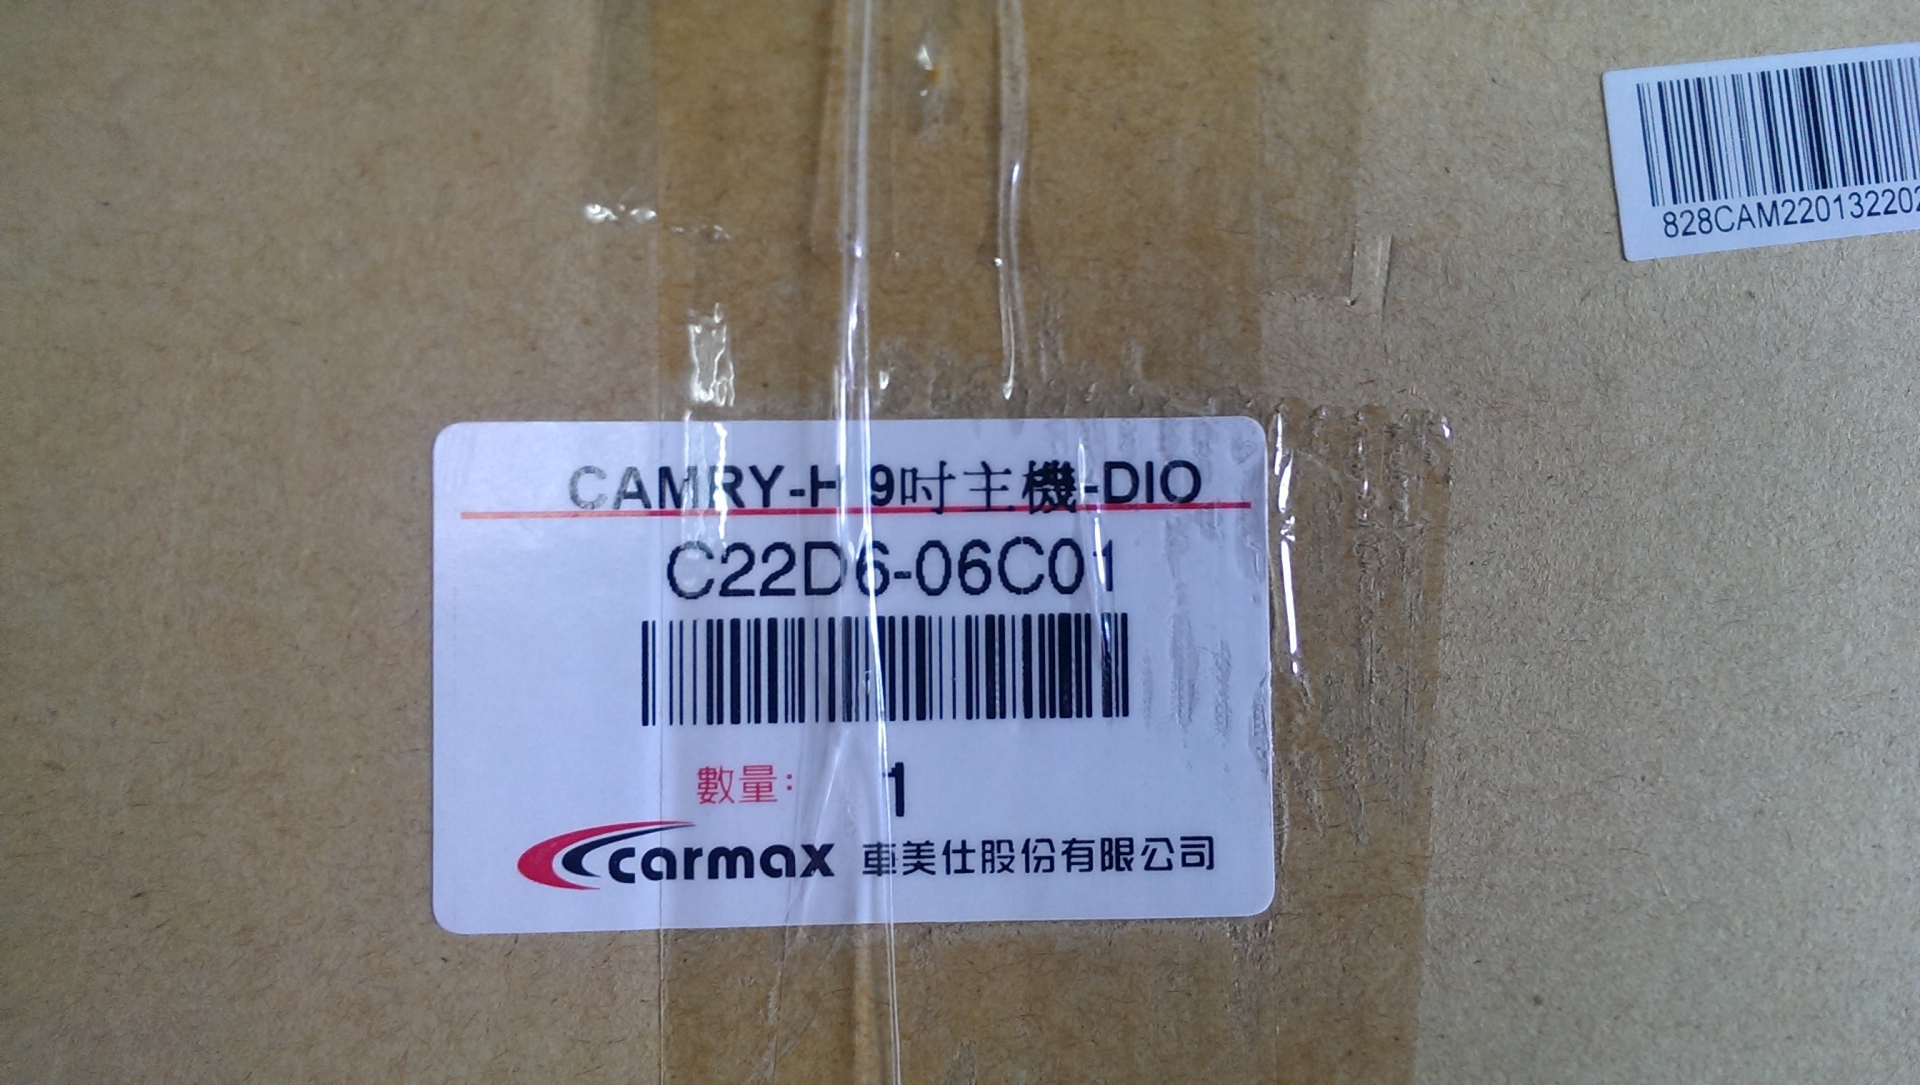 828CAM22013220
CAMRY-H 9吋主機-DIO
C22D6-06C01
數量: 1
carmax 車美仕股份有限公司